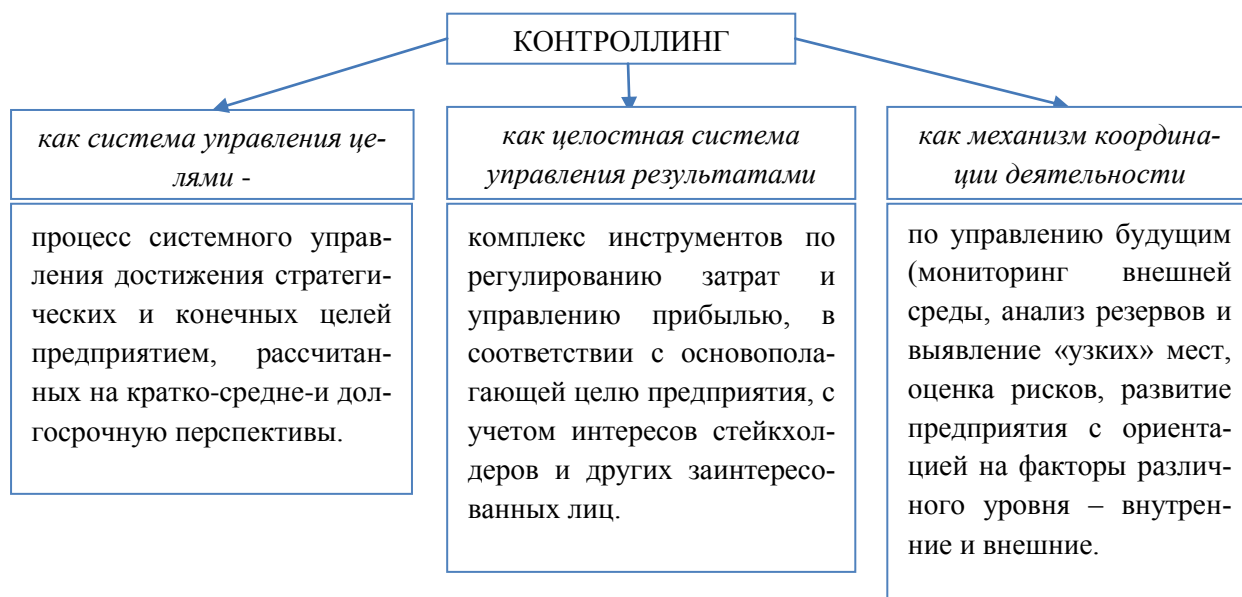 КОНТРОЛЛИНГ
как система управления це-
лями -
процесс системного управ-
ления достижения стратеги-
ческих и конечных целей
предприятием, рассчитан-
ных на кратко-средне-и дол-
госрочную перспективы.
как целостная система
управления результатами
комплекс инструментов по
регулированию затрат и
управлению прибылью, в
соответствии с основопола-
гающей целю предприятия, с
учетом интересов стейкхол-
деров и других заинтересо-
ванных лиц.
как механизм координа-
ции деятельности
по управлению будущим
(мониторинг внешней
среды, анализ резервов и
выявление «узких» мест,
оценка рисков, развитие
предприятия с ориента-
цией на факторы различ-
ного уровня – внутрен-
ние и внешние.